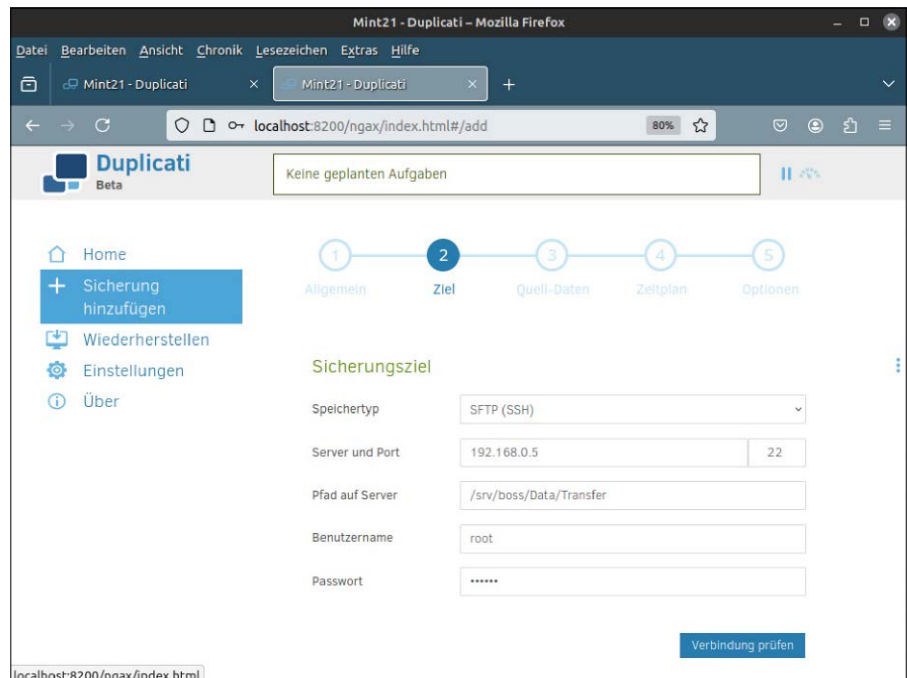 Mint21 - Duplicati – Mozilla Firefox
Datei Bearbeiten Ansicht Chronik Lesezeichen Extras Hilfe
Mint21 - Duplicati
Mint21 - Duplicati
localhost:8200/ngax/index.html#/add
80%
Duplicati
Beta
Keine geplanten Aufgaben
Home
Sicherung
hinzufügen
Wiederherstellen
Einstellungen
Über
1 2 3 4 5
Allgemein Ziel Quell-Daten Zeitplan Optionen
Sicherungsziel
Speichertyp SFTP (SSH)
Server und Port 192.168.0.5 22
Pfad auf Server /srv/boss/Data/Transfer
Benutzername root
Passwort ••••••
Verbindung prüfen
localhost:8200/ngax/index.html